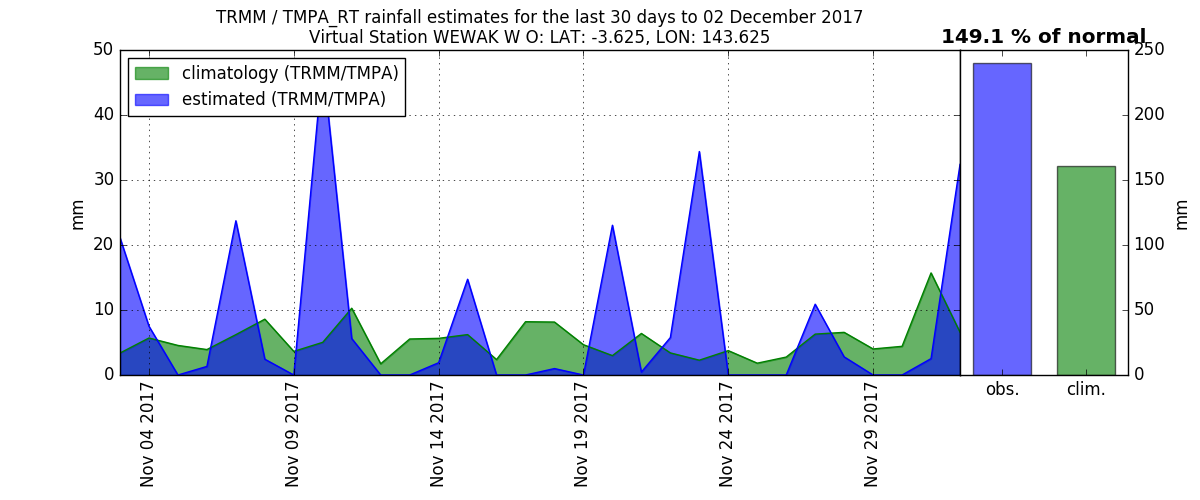 TRMM / TMPA_RT rainfall estimates for the last 30 days to 02 December 2017
Virtual Station WEWAK W O: LAT: -3.625, LON: 143.625
149.1 % of normal
climatology (TRMM/TMPA)
estimated (TRMM/TMPA)
50
40
30
20
10
0
mm
Nov 04 2017
Nov 09 2017
Nov 14 2017
Nov 19 2017
Nov 24 2017
Nov 29 2017
obs.
clim.
250
200
150
100
50
0
mm